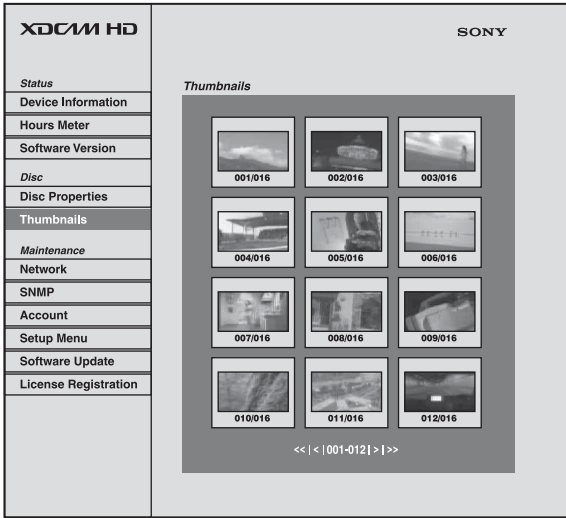 XDCAM HD
SONY
Status
Device Information
Hours Meter
Software Version
Disc
Disc Properties
Thumbnails
Maintenance
Network
SNMP
Account
Setup Menu
Software Update
License Registration
Thumbnails
001/016 002/016 003/016
004/016 005/016 006/016
007/016 008/016 009/016
010/016 011/016 012/016
<< | < | 001-012 | > | >>